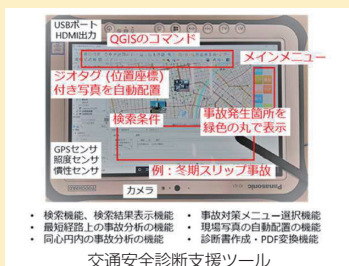 USBポート
HDMI出力
QGISのコマンド
メインメニュー
ジオタグ (位置座標)
付き写真を自動配置
検索条件
事故発生箇所を
緑色の丸で表示
GPSセンサ
照度センサ
慣性センサ
例：冬期スリップ事故
カメラ
Panasonic
• 検索機能、検索結果表示機能
• 最短経路上の事故分析の機能
• 同心円内の事故分析の機能
• 事故対策メニュー選択機能
• 現場写真の自動配置の機能
• 診断書作成・PDF変換機能
交通安全診断支援ツール